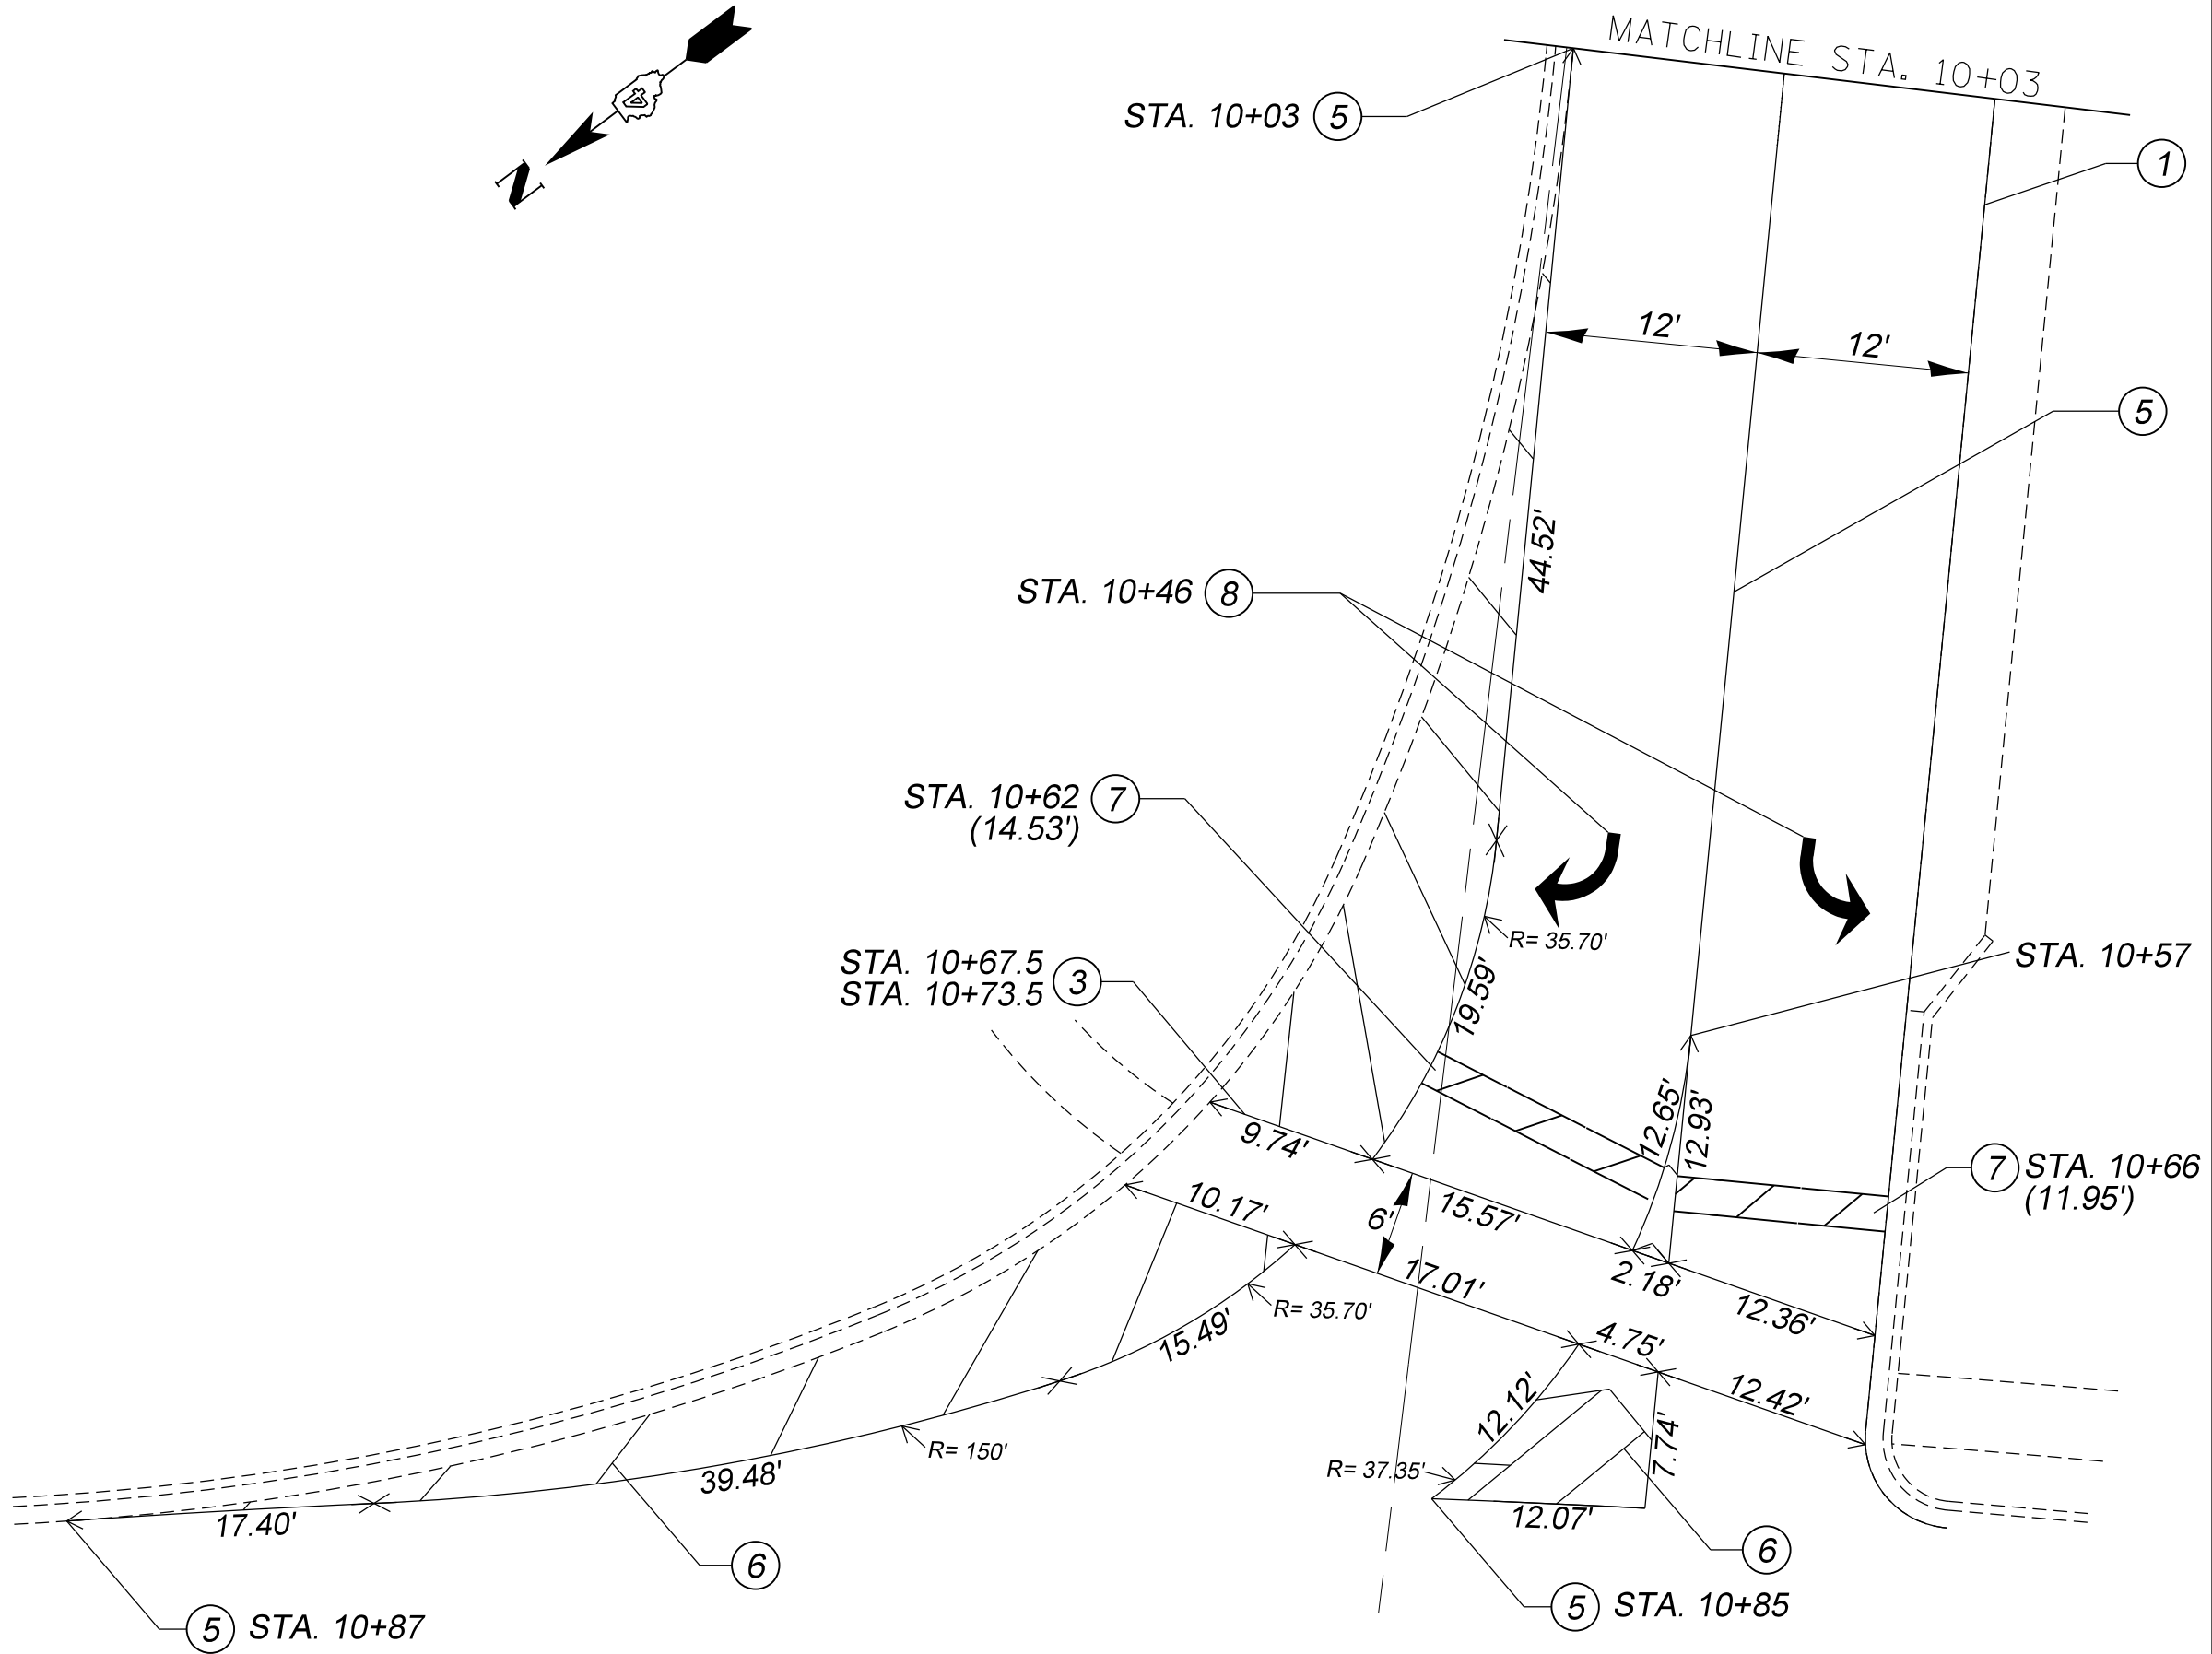 MATCHLINE STA. 10+03
STA. 10+03 5
1
N
12'
12'
5
44.52'
STA. 10+46 8
STA. 10+62 7
(14.53')
R= 35.70'
STA. 10+67.5
STA. 10+73.5 3
STA. 10+57
19.59'
12.65'
12.93'
9.74'
7 STA. 10+66
(11.95')
10.17'
6'
15.57'
17.01'
2.18'
12.36'
R= 35.70'
15.49'
4.75'
12.42'
12.12'
7.74'
R= 150'
R= 37.35'
39.48'
17.40'
12.07'
6
6
5 STA. 10+87
5 STA. 10+85